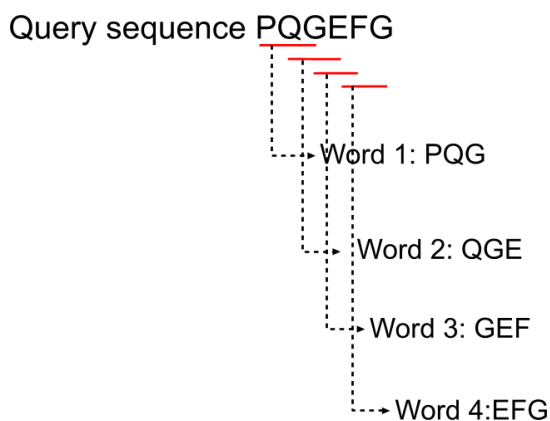 Query sequence PQGEFG
Word 1: PQG
Word 2: QGE
Word 3: GEF
Word 4:EFG